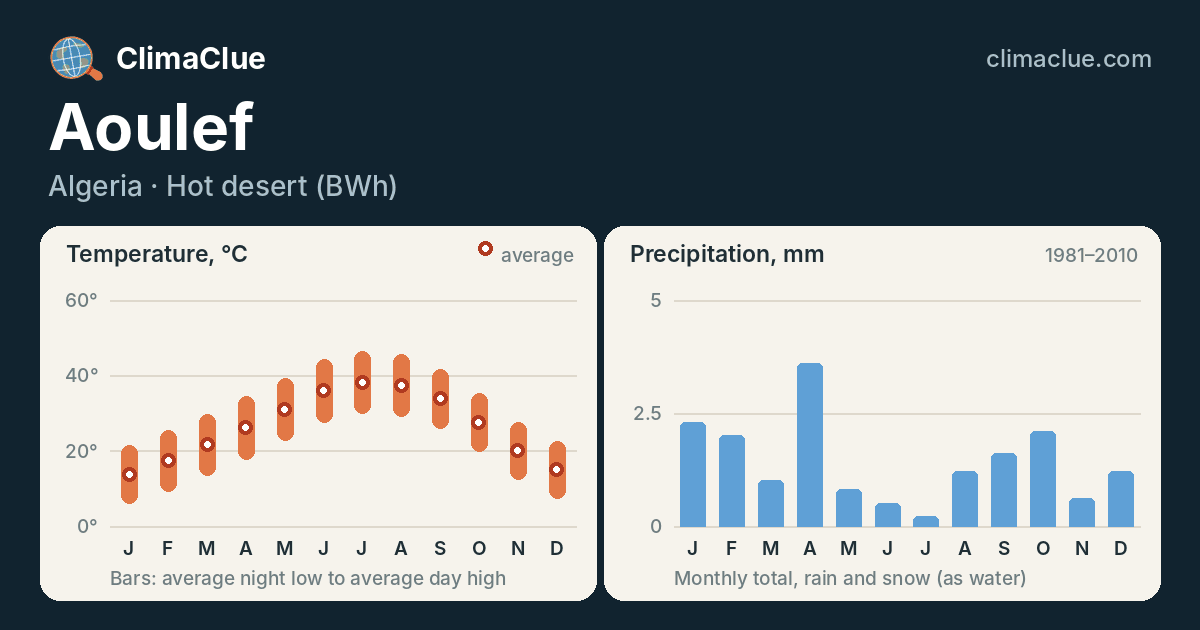 ClimaClue
climaclue.com
Aoulef
Algeria · Hot desert (BWh)
Temperature, °C
average
60°
40°
20°
0°
J F M A M J J A S O N D
Bars: average night low to average day high
Precipitation, mm
1981–2010
5
2.5
0
J F M A M J J A S O N D
Monthly total, rain and snow (as water)